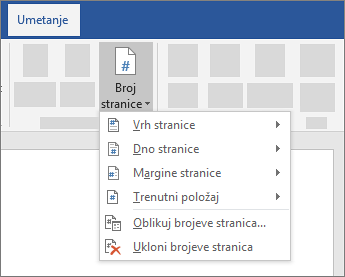 Umetanje
Broj
stranice
Vrh stranice
Dno stranice
Margine stranice
Trenutni položaj
Oblikuj brojeve stranica...
Ukloni brojeve stranica